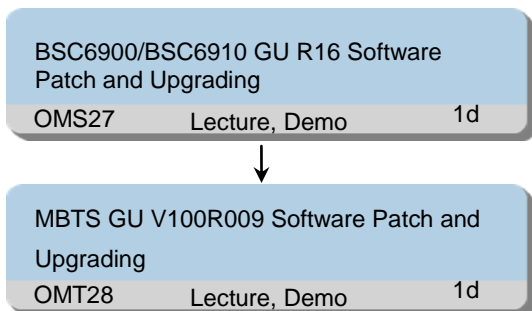 BSC6900/BSC6910 GU R16 Software
Patch and Upgrading
OMS27 Lecture, Demo 1d
MBTS GU V100R009 Software Patch and
Upgrading
OMT28 Lecture, Demo 1d